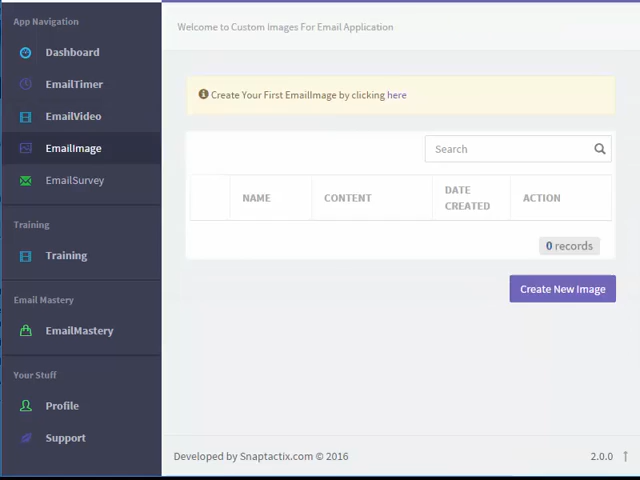 App Navigation
Dashboard
EmailTimer
EmailVideo
EmailImage
EmailSurvey
Training
Training
Email Mastery
EmailMastery
Your Stuff
Profile
Support
Welcome to Custom Images For Email Application
Create Your First EmailImage by clicking here
Search
NAME CONTENT DATE CREATED ACTION
0 records
Create New Image
Developed by Snaptactix.com © 2016 2.0.0